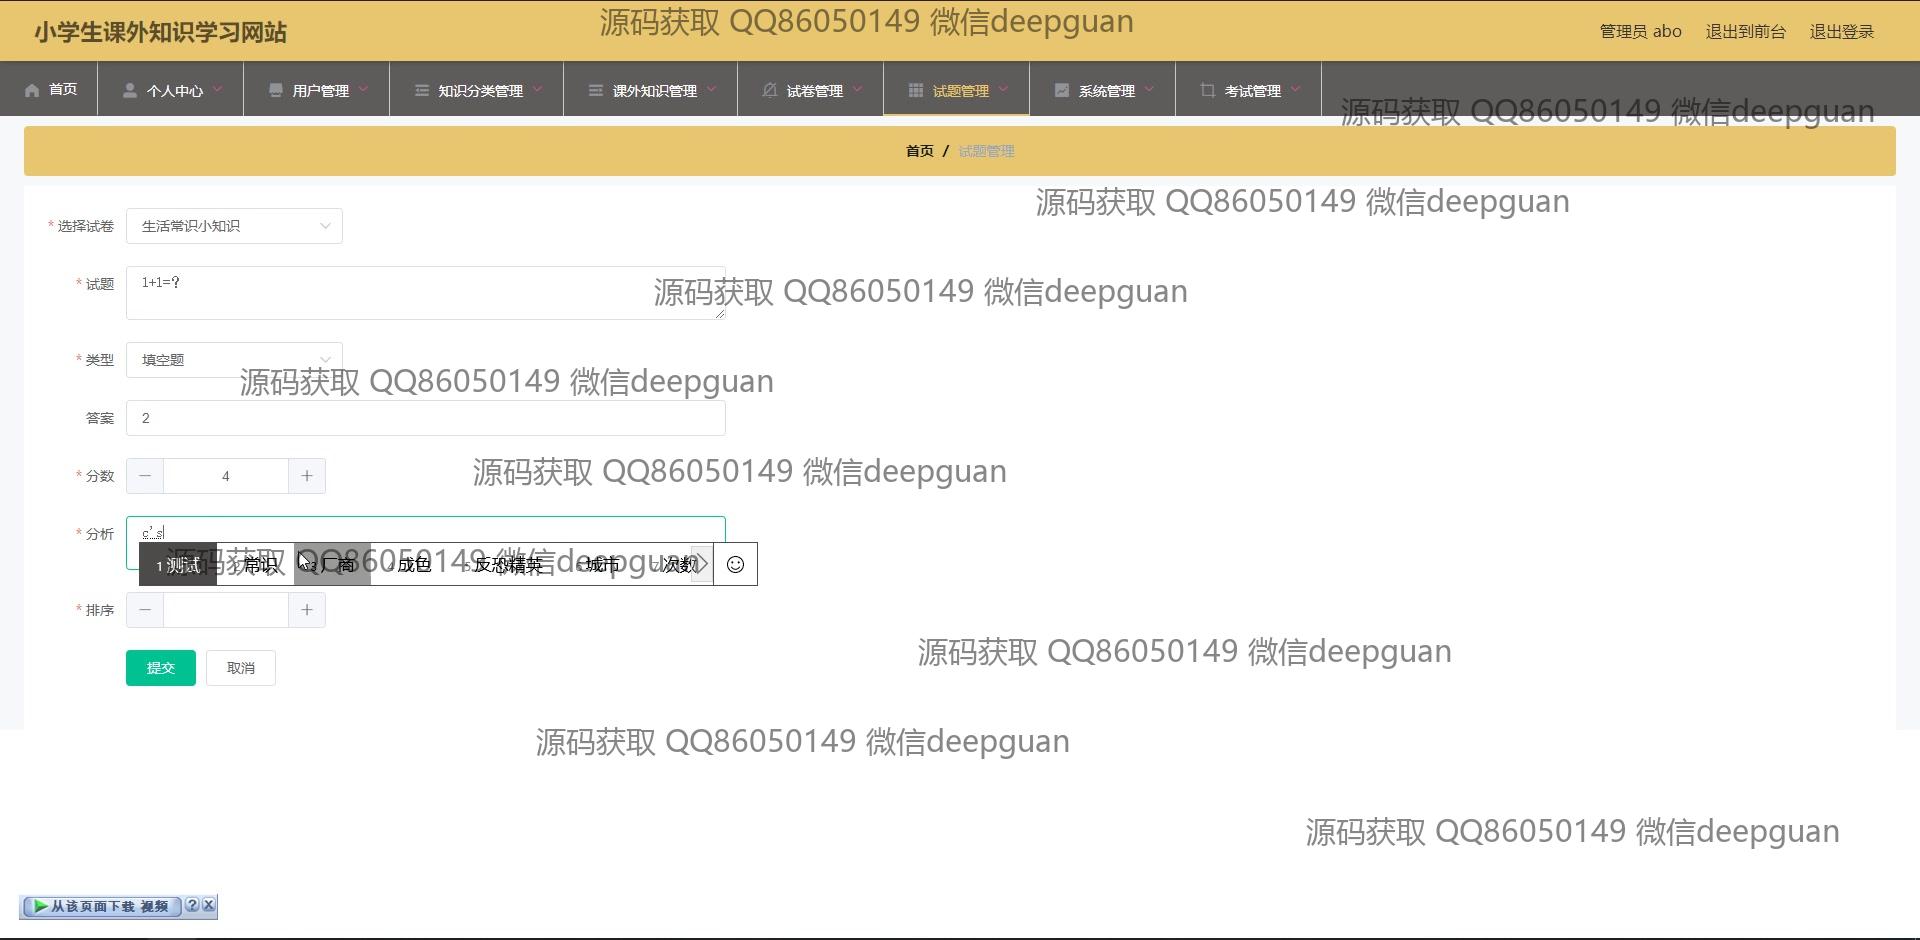 小学生课外知识学习网站
源码获取 QQ86050149 微信deepguan
管理员 abo 退出到前台 退出登录
首页 个人中心 用户管理 知识分类管理 课外知识管理 试卷管理 试题管理 系统管理 考试管理
源码获取 QQ86050149 微信deepguan
首页 / 试题管理
源码获取 QQ86050149 微信deepguan
* 选择试卷 生活常识小知识
* 试题 1+1=?
源码获取 QQ86050149 微信deepguan
* 类型 填空题
源码获取 QQ86050149 微信deepguan
答案 2
* 分数 − 4 +
源码获取 QQ86050149 微信deepguan
* 分析 c's
1 测试 2 常识 3 厂商 4 成色 5 反恐精英 6 城市 7 次数
源码获取 QQ86050149 微信deepguan
* 排序 − +
提交 取消
源码获取 QQ86050149 微信deepguan
源码获取 QQ86050149 微信deepguan
源码获取 QQ86050149 微信deepguan
从该页面下载 视频 ? X